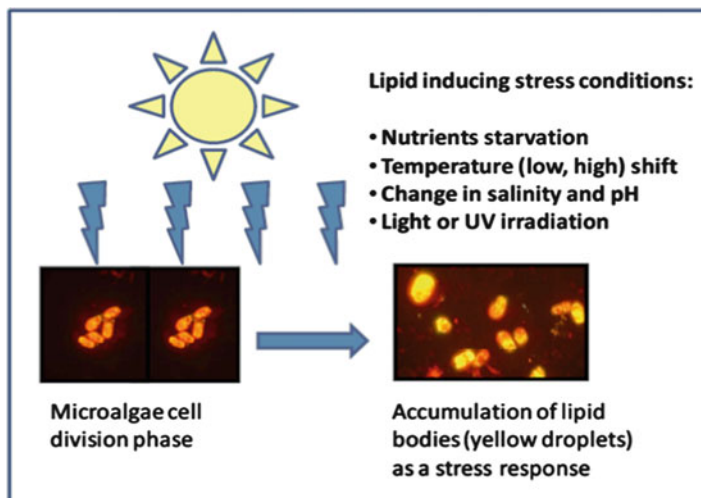 Lipid inducing stress conditions:
• Nutrients starvation
• Temperature (low, high) shift
• Change in salinity and pH
• Light or UV irradiation
Microalgae cell
division phase
Accumulation of lipid
bodies (yellow droplets)
as a stress response